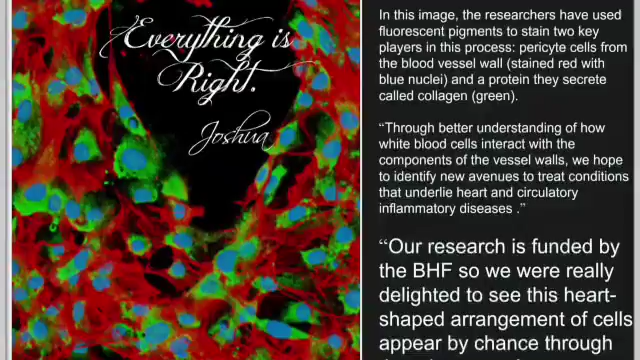 Everything is
Right.
Joshua
In this image, the researchers have used
fluorescent pigments to stain two key
players in this process: pericyte cells from
the blood vessel wall (stained red with
blue nuclei) and a protein they secrete
called collagen (green).
“Through better understanding of how
white blood cells interact with the
components of the vessel walls, we hope
to identify new avenues to treat conditions
that underlie heart and circulatory
inflammatory diseases .”
“Our research is funded by
the BHF so we were really
delighted to see this heart-
shaped arrangement of cells
appear by chance through